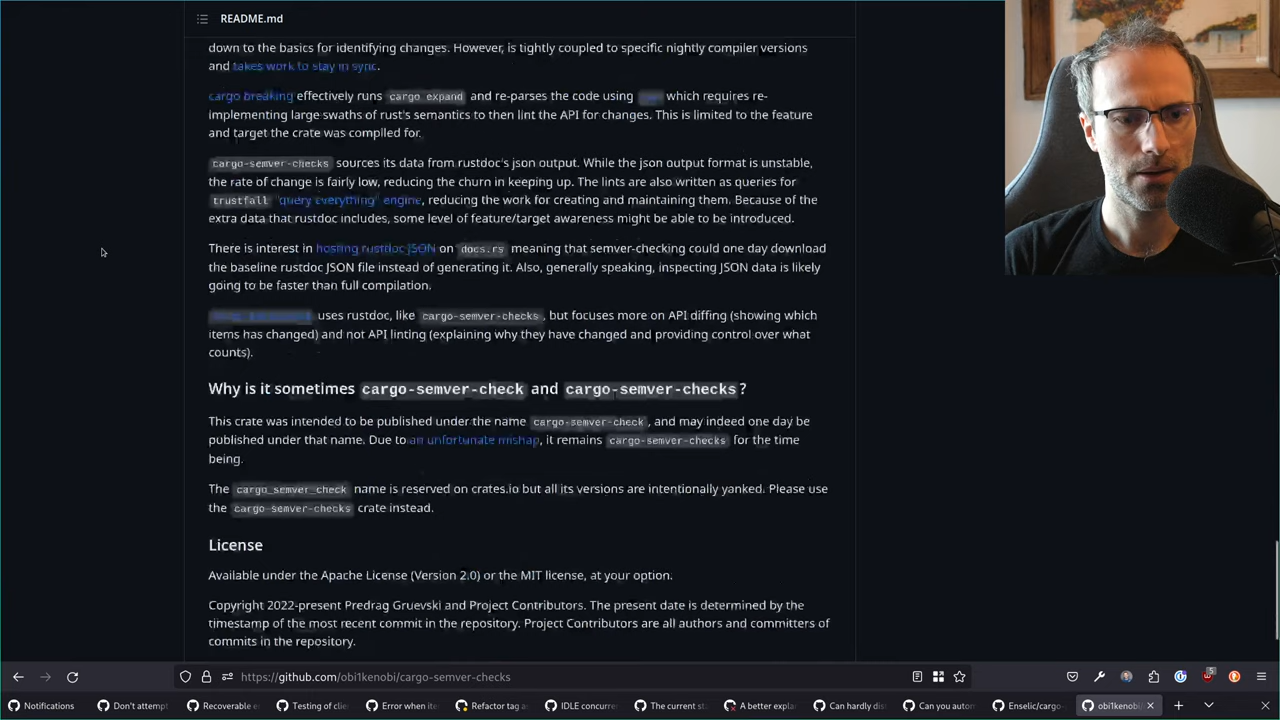 README.md
down to the basics for identifying changes. However, is tightly coupled to specific nightly compiler versions
and takes work to stay in sync.
cargo breaking effectively runs cargo expand and re-parses the code using which requires re-
implementing large swaths of rust's semantics to then lint the API for changes. This is limited to the feature
and target the crate was compiled for.
cargo-semver-checks sources its data from rustdoc's json output. While the json output format is unstable,
the rate of change is fairly low, reducing the churn in keeping up. The lints are also written as queries for
trustfall "query everything" engine, reducing the work for creating and maintaining them. Because of the
extra data that rustdoc includes, some level of feature/target awareness might be able to be introduced.
There is interest in hosting rustdoc JSON on docs.rs meaning that semver-checking could one day download
the baseline rustdoc JSON file instead of generating it. Also, generally speaking, inspecting JSON data is likely
going to be faster than full compilation.
uses rustdoc, like cargo-semver-checks, but focuses more on API diffing (showing which
items has changed) and not API linting (explaining why they have changed and providing control over what
counts).
Why is it sometimes cargo-semver-check and cargo-semver-checks?
This crate was intended to be published under the name cargo-semver-check, and may indeed one day be
published under that name. Due to an unfortunate mishap, it remains cargo-semver-checks for the time
being.
The cargo_semver_check name is reserved on crates.io but all its versions are intentionally yanked. Please use
the cargo-semver-checks crate instead.
License
Available under the Apache License (Version 2.0) or the MIT license, at your option.
Copyright 2022-present Predrag Gruevski and Project Contributors. The present date is determined by the
timestamp of the most recent commit in the repository. Project Contributors are all authors and committers of
commits in the repository.
https://github.com/obi1kenobi/cargo-semver-checks
5
Notifications
Don't attempt
Recoverable e
Testing of clie
Error when ite
Refactor tag a
IDLE concurre
The current st
A better expla
Can hardly di
Can you autom
Enselic/cargo-
obi1kenobi/